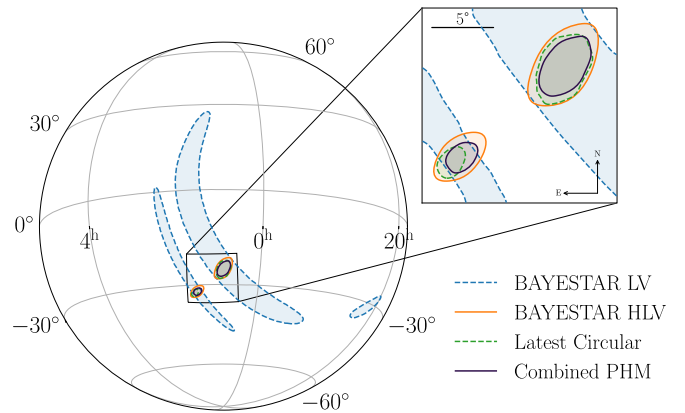 60°
30°
0°
4h
0h
20h
−30°
−30°
−60°
5°
N
E
BAYESTAR LV
BAYESTAR HLV
Latest Circular
Combined PHM